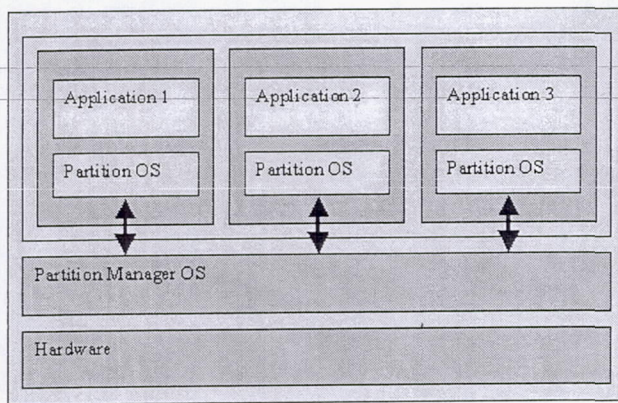 Application 1
Application 2
Application 3
Partition OS
Partition OS
Partition OS
Partition Manager OS
Hardware